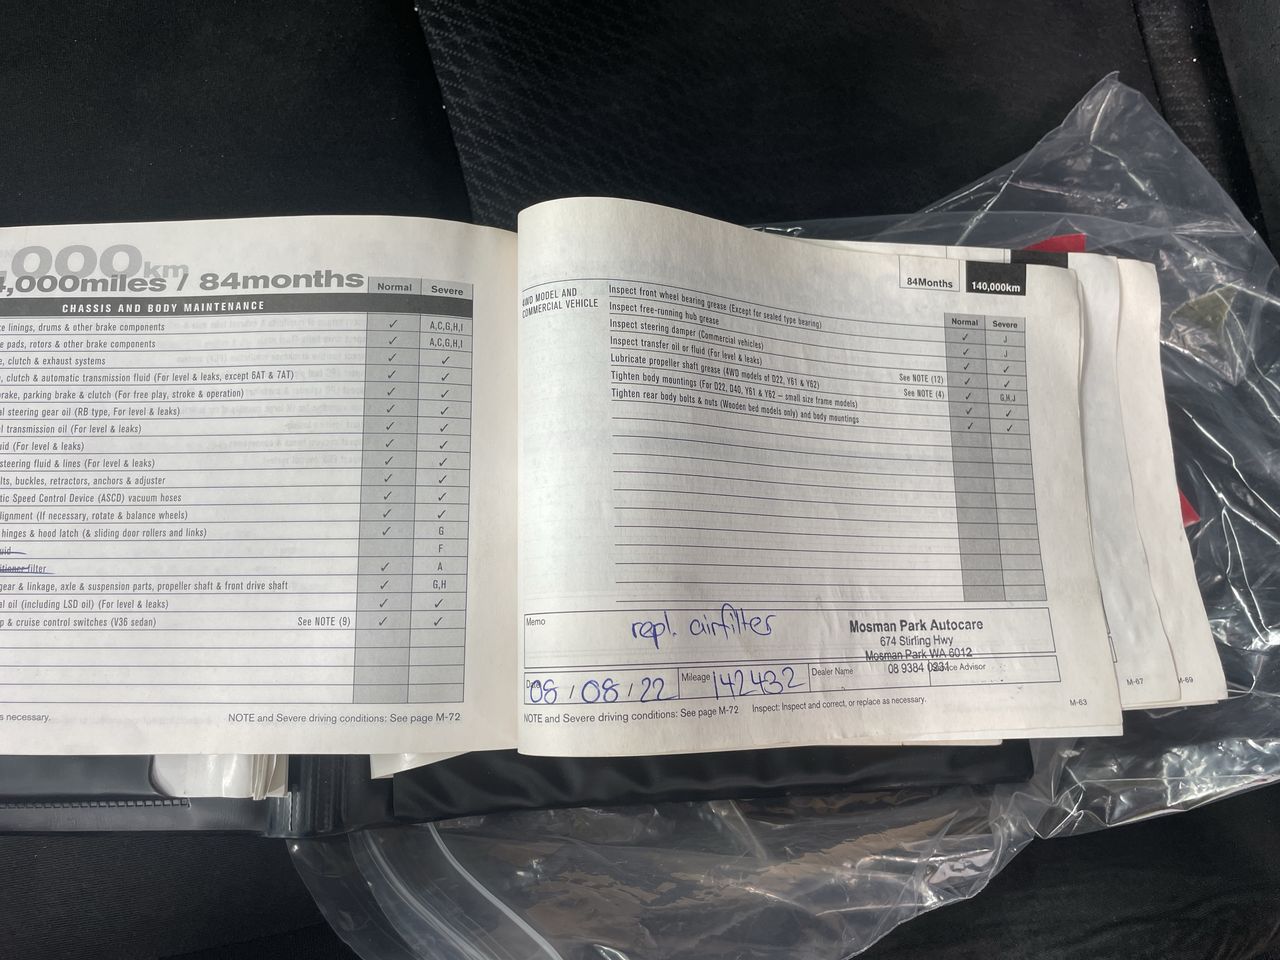 ,000km
4,000miles / 84months
Normal Severe
CHASSIS AND BODY MAINTENANCE
e linings, drums & other brake components ✓ A,C,G,H,I
e pads, rotors & other brake components ✓ A,C,G,H,I
e, clutch & exhaust systems ✓ ✓
, clutch & automatic transmission fluid (For level & leaks, except 6AT & 7AT) ✓ ✓
brake, parking brake & clutch (For free play, stroke & operation) ✓ ✓
al steering gear oil (RB type, For level & leaks) ✓ ✓
l transmission oil (For level & leaks) ✓ ✓
uid (For level & leaks) ✓ ✓
steering fluid & lines (For level & leaks) ✓ ✓
lts, buckles, retractors, anchors & adjuster ✓ ✓
tic Speed Control Device (ASCD) vacuum hoses ✓ ✓
lignment (If necessary, rotate & balance wheels) ✓ ✓
hinges & hood latch (& sliding door rollers and links) ✓ G
uid F
itioner filter ✓ A
gear & linkage, axle & suspension parts, propeller shaft & front drive shaft ✓ G,H
al oil (including LSD oil) (For level & leaks) ✓ ✓
p & cruise control switches (V36 sedan) See NOTE (9) ✓ ✓
s necessary. NOTE and Severe driving conditions: See page M-72
84Months 140,000km
4WD MODEL AND
COMMERCIAL VEHICLE
Normal Severe
Inspect front wheel bearing grease (Except for sealed type bearing) ✓ J
Inspect free-running hub grease ✓ J
Inspect steering damper (Commercial vehicles) ✓ ✓
Inspect transfer oil or fluid (For level & leaks) See NOTE (12) ✓ ✓
Lubricate propeller shaft grease (4WD models of D22, Y61 & Y62) See NOTE (4) ✓ G,H,J
Tighten body mountings (For D22, D40, Y61 & Y62 – small size frame models) ✓ ✓
Tighten rear body bolts & nuts (Wooden bed models only) and body mountings ✓ ✓
Memo
repl. airfilter
Mosman Park Autocare
674 Stirling Hwy
Mosman Park WA 6012
08 9384 0231
Date 08 / 08 / 22 Mileage 142432 Dealer Name Service Advisor
NOTE and Severe driving conditions: See page M-72 Inspect: Inspect and correct, or replace as necessary.
M-63
M-67
M-69